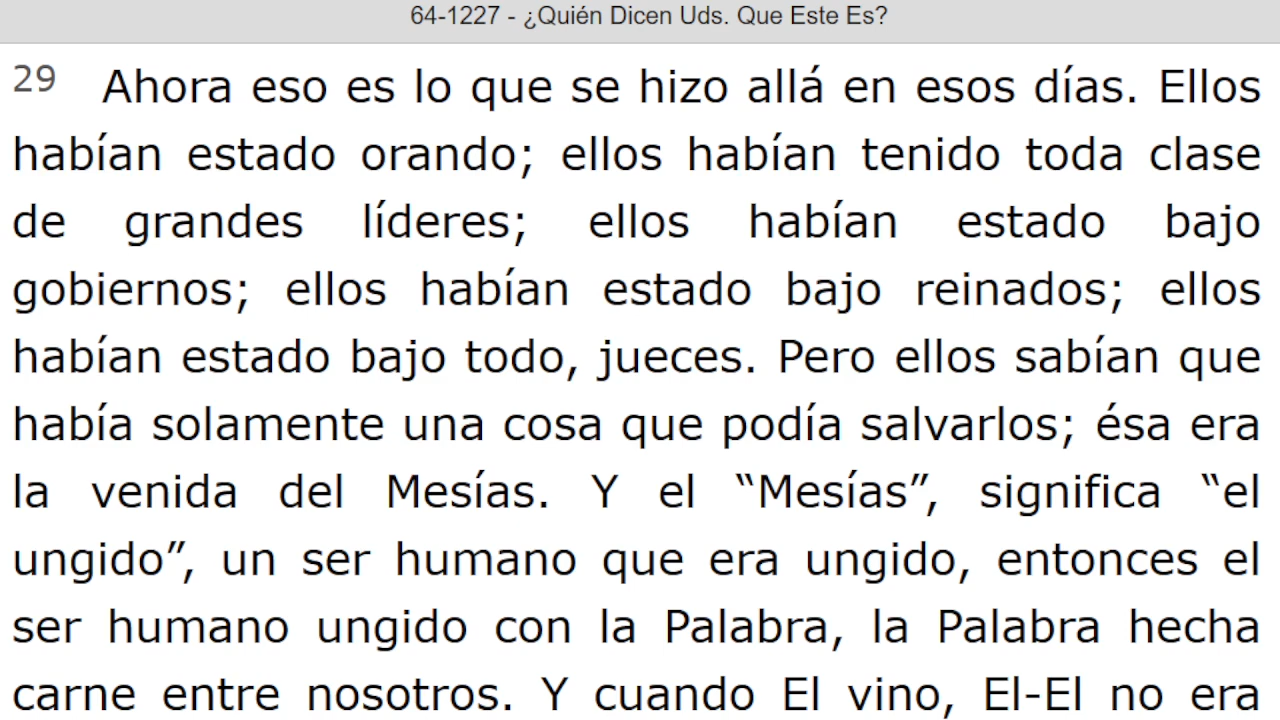 64-1227 - ¿Quién Dicen Uds. Que Este Es?
29 Ahora eso es lo que se hizo allá en esos días. Ellos
habían estado orando; ellos habían tenido toda clase
de grandes líderes; ellos habían estado bajo
gobiernos; ellos habían estado bajo reinados; ellos
habían estado bajo todo, jueces. Pero ellos sabían que
había solamente una cosa que podía salvarlos; ésa era
la venida del Mesías. Y el “Mesías”, significa “el
ungido”, un ser humano que era ungido, entonces el
ser humano ungido con la Palabra, la Palabra hecha
carne entre nosotros. Y cuando El vino, El-El no era